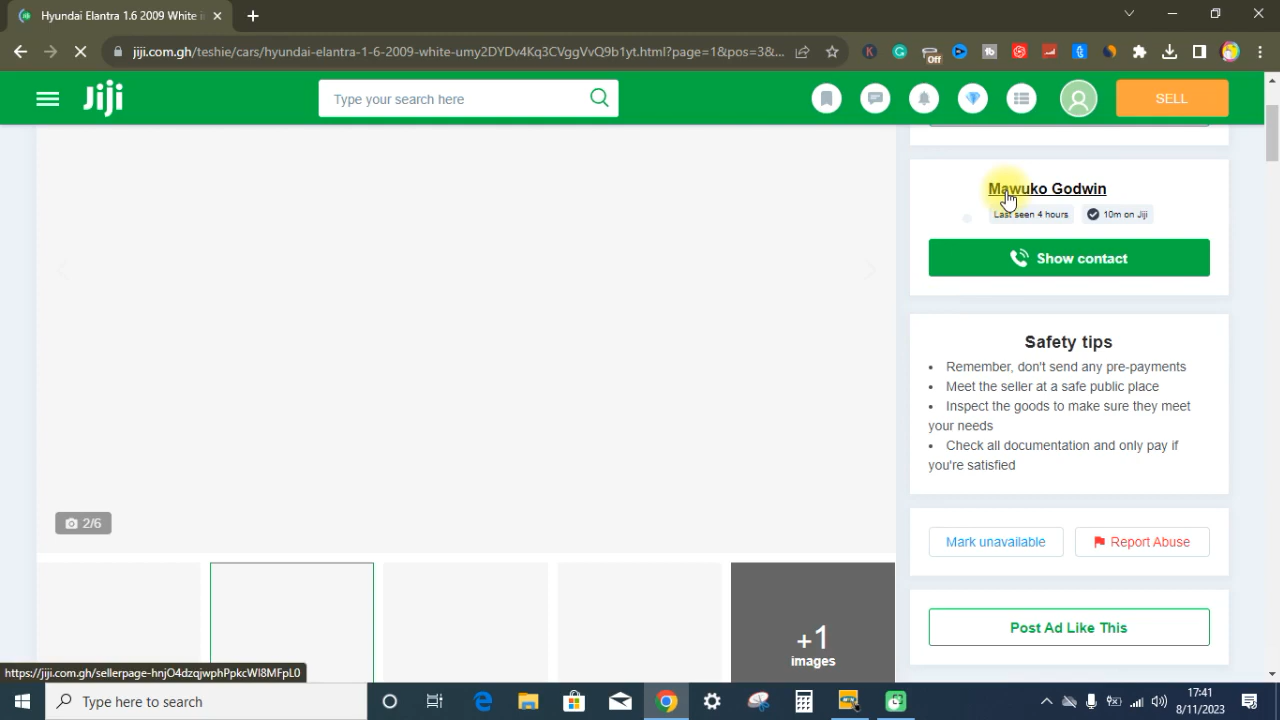 Hyundai Elantra 1.6 2009 White i
jiji.com.gh/teshie/cars/hyundai-elantra-1-6-2009-white-umy2DYDv4Kq3CVggVvQ9b1yt.html?page=1&pos=3&...
Off
Jiji
Type your search here
SELL
Mawuko Godwin
Last seen 4 hours
10m on Jiji
Show contact
Safety tips
• Remember, don't send any pre-payments
• Meet the seller at a safe public place
• Inspect the goods to make sure they meet
your needs
• Check all documentation and only pay if
you're satisfied
2/6
Mark unavailable
Report Abuse
+1
images
Post Ad Like This
https://jiji.com.gh/sellerpage-hnjO4dzqjwphPpkcWI8MFpL0
Type here to search
17:41
8/11/2023